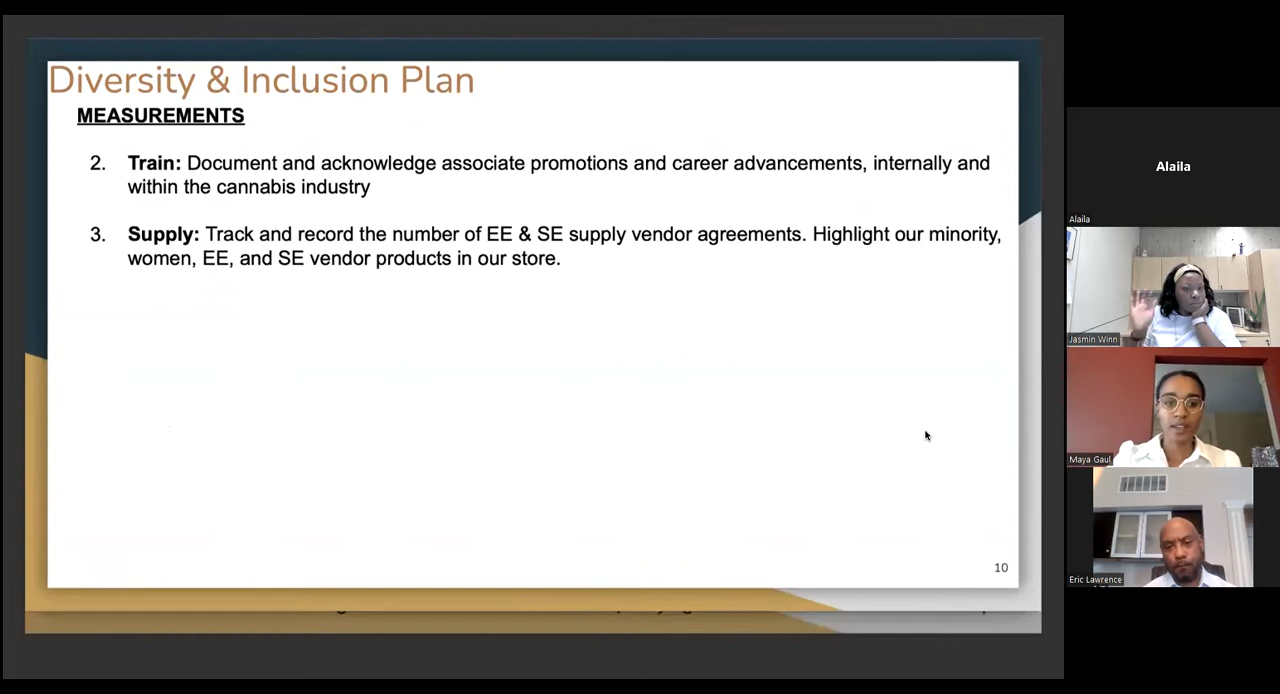 Diversity & Inclusion Plan
MEASUREMENTS
2. Train: Document and acknowledge associate promotions and career advancements, internally and
within the cannabis industry
3. Supply: Track and record the number of EE & SE supply vendor agreements. Highlight our minority,
women, EE, and SE vendor products in our store.
10
Alaila
Alaila
Jasmin Winn
Maya Gaul
Eric Lawrence